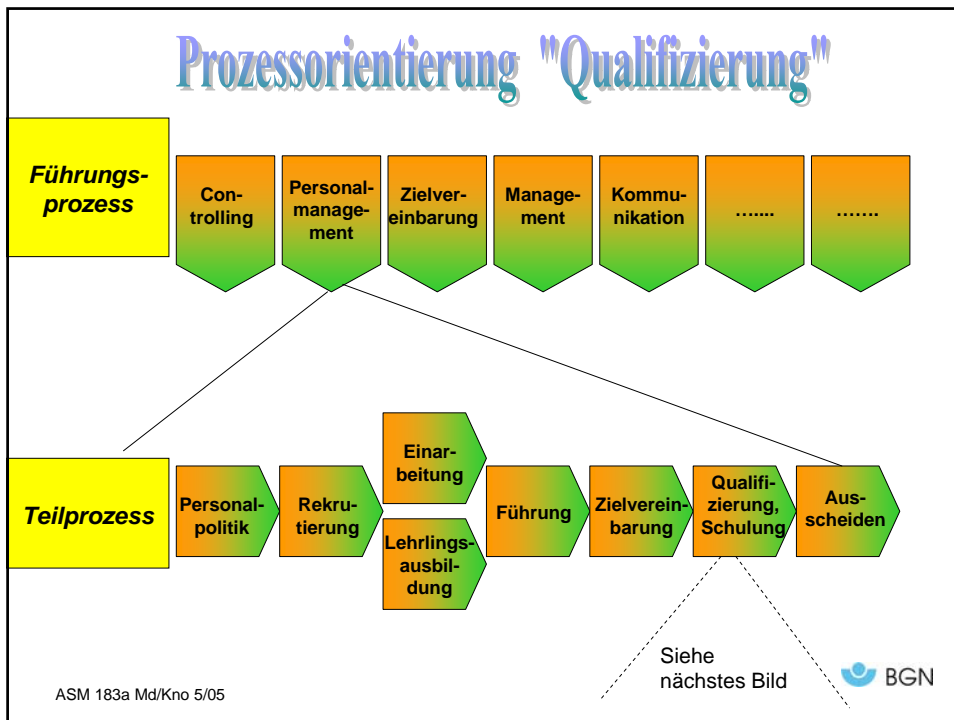 Prozessorientierung "Qualifizierung"
Führungs-
prozess
Con-
trolling
Personal-
manage-
ment
Zielver-
einbarung
Manage-
ment
Kommu-
nikation
…....
…….
Teilprozess
Personal-
politik
Rekru-
tierung
Einar-
beitung
Lehrlings-
ausbil-
dung
Führung
Zielverein-
barung
Qualifi-
zierung,
Schulung
Aus-
scheiden
Siehe
nächstes Bild
ASM 183a Md/Kno 5/05
BGN